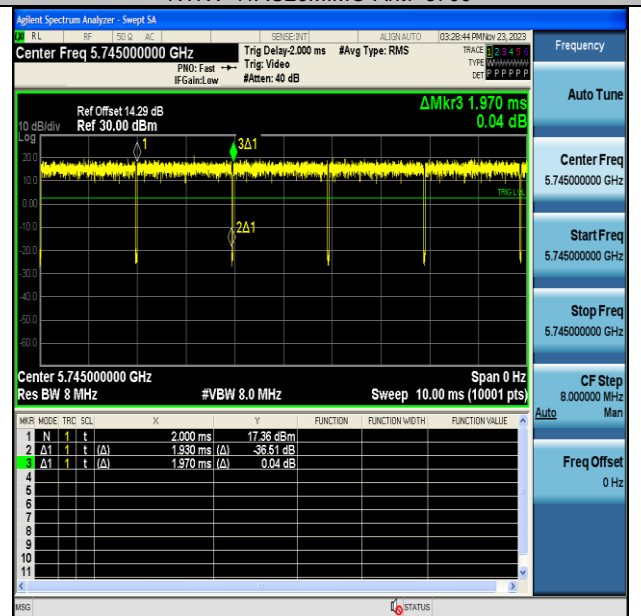 Agilent Spectrum Analyzer - Swept SA
RL RF 50 Ω AC SENSE:INT ALIGN AUTO 03:28:44 PM Nov 23, 2023
Center Freq 5.745000000 GHz
PNO: Fast
IFGain:Low
Trig Delay-2.000 ms
Trig: Video
#Atten: 40 dB
#Avg Type: RMS
TRACE 1 2 3 4 5 6
TYPE
DET P P P P P P
Frequency
Auto Tune
Center Freq
5.745000000 GHz
Start Freq
5.745000000 GHz
Stop Freq
5.745000000 GHz
CF Step
8.000000 MHz
Auto Man
Freq Offset
0 Hz
ΔMkr3 1.970 ms
0.04 dB
Ref Offset 14.29 dB
10 dB/div Ref 30.00 dBm
Log
1
3Δ1
20.0
10.0
TRIG LVL
0.00
-10.0
2Δ1
-20.0
-30.0
-40.0
-50.0
-60.0
Center 5.745000000 GHz Span 0 Hz
Res BW 8 MHz #VBW 8.0 MHz Sweep 10.00 ms (10001 pts)
MKR MODE TRC SCL X Y FUNCTION FUNCTION WIDTH FUNCTION VALUE
1 N 1 t 2.000 ms 17.36 dBm
2 Δ1 1 t (Δ) 1.930 ms (Δ) -36.51 dB
3 Δ1 1 t (Δ) 1.970 ms (Δ) 0.04 dB
4
5
6
7
8
9
10
11
MSG STATUS